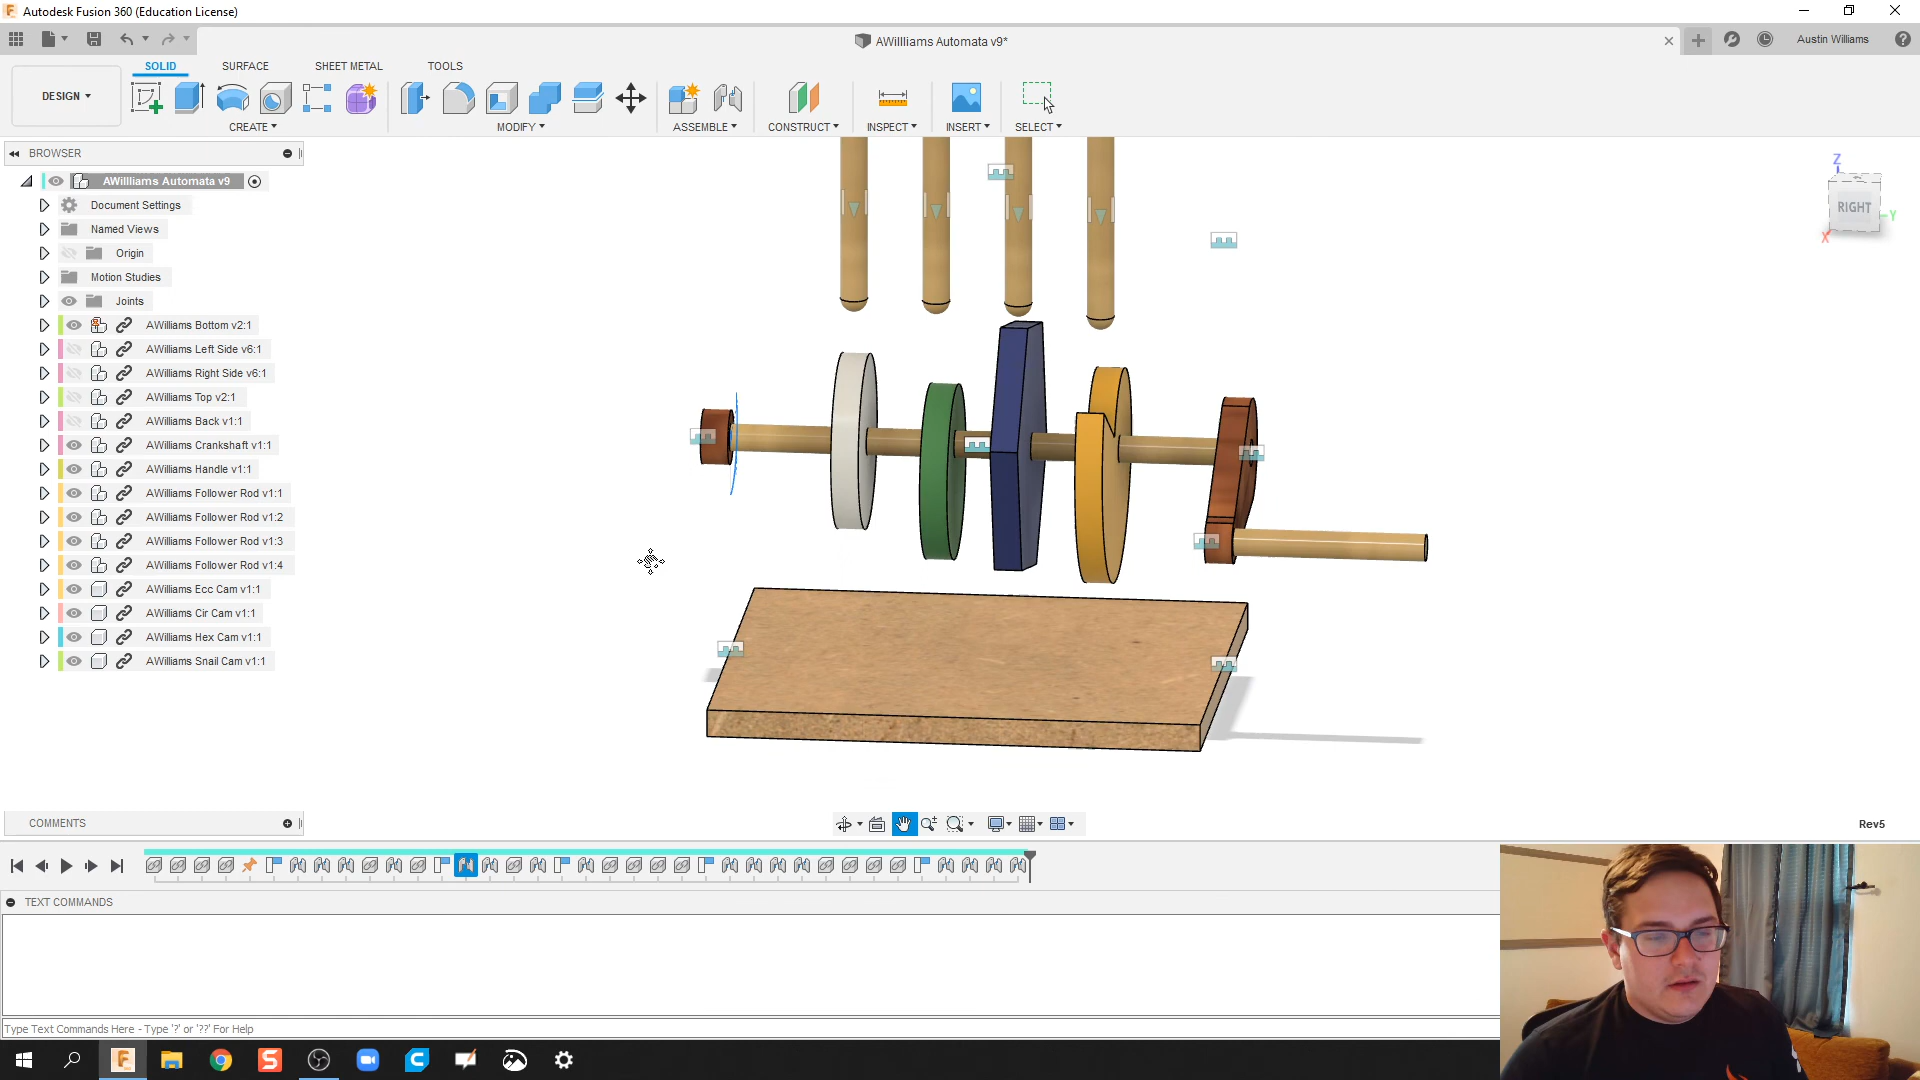 Autodesk Fusion 360 (Education License)
AWillliams Automata v9*
Austin Williams
DESIGN
SOLID
SURFACE
SHEET METAL
TOOLS
CREATE
MODIFY
ASSEMBLE
CONSTRUCT
INSPECT
INSERT
SELECT
BROWSER
AWillliams Automata v9
Document Settings
Named Views
Origin
Motion Studies
Joints
AWilliams Bottom v2:1
AWilliams Left Side v6:1
AWilliams Right Side v6:1
AWilliams Top v2:1
AWilliams Back v1:1
AWilliams Crankshaft v1:1
AWilliams Handle v1:1
AWilliams Follower Rod v1:1
AWilliams Follower Rod v1:2
AWilliams Follower Rod v1:3
AWilliams Follower Rod v1:4
AWilliams Ecc Cam v1:1
AWilliams Cir Cam v1:1
AWilliams Hex Cam v1:1
AWilliams Snail Cam v1:1
Z
RIGHT
Y
X
COMMENTS
Rev5
TEXT COMMANDS
Type Text Commands Here - Type '?' or '??' For Help